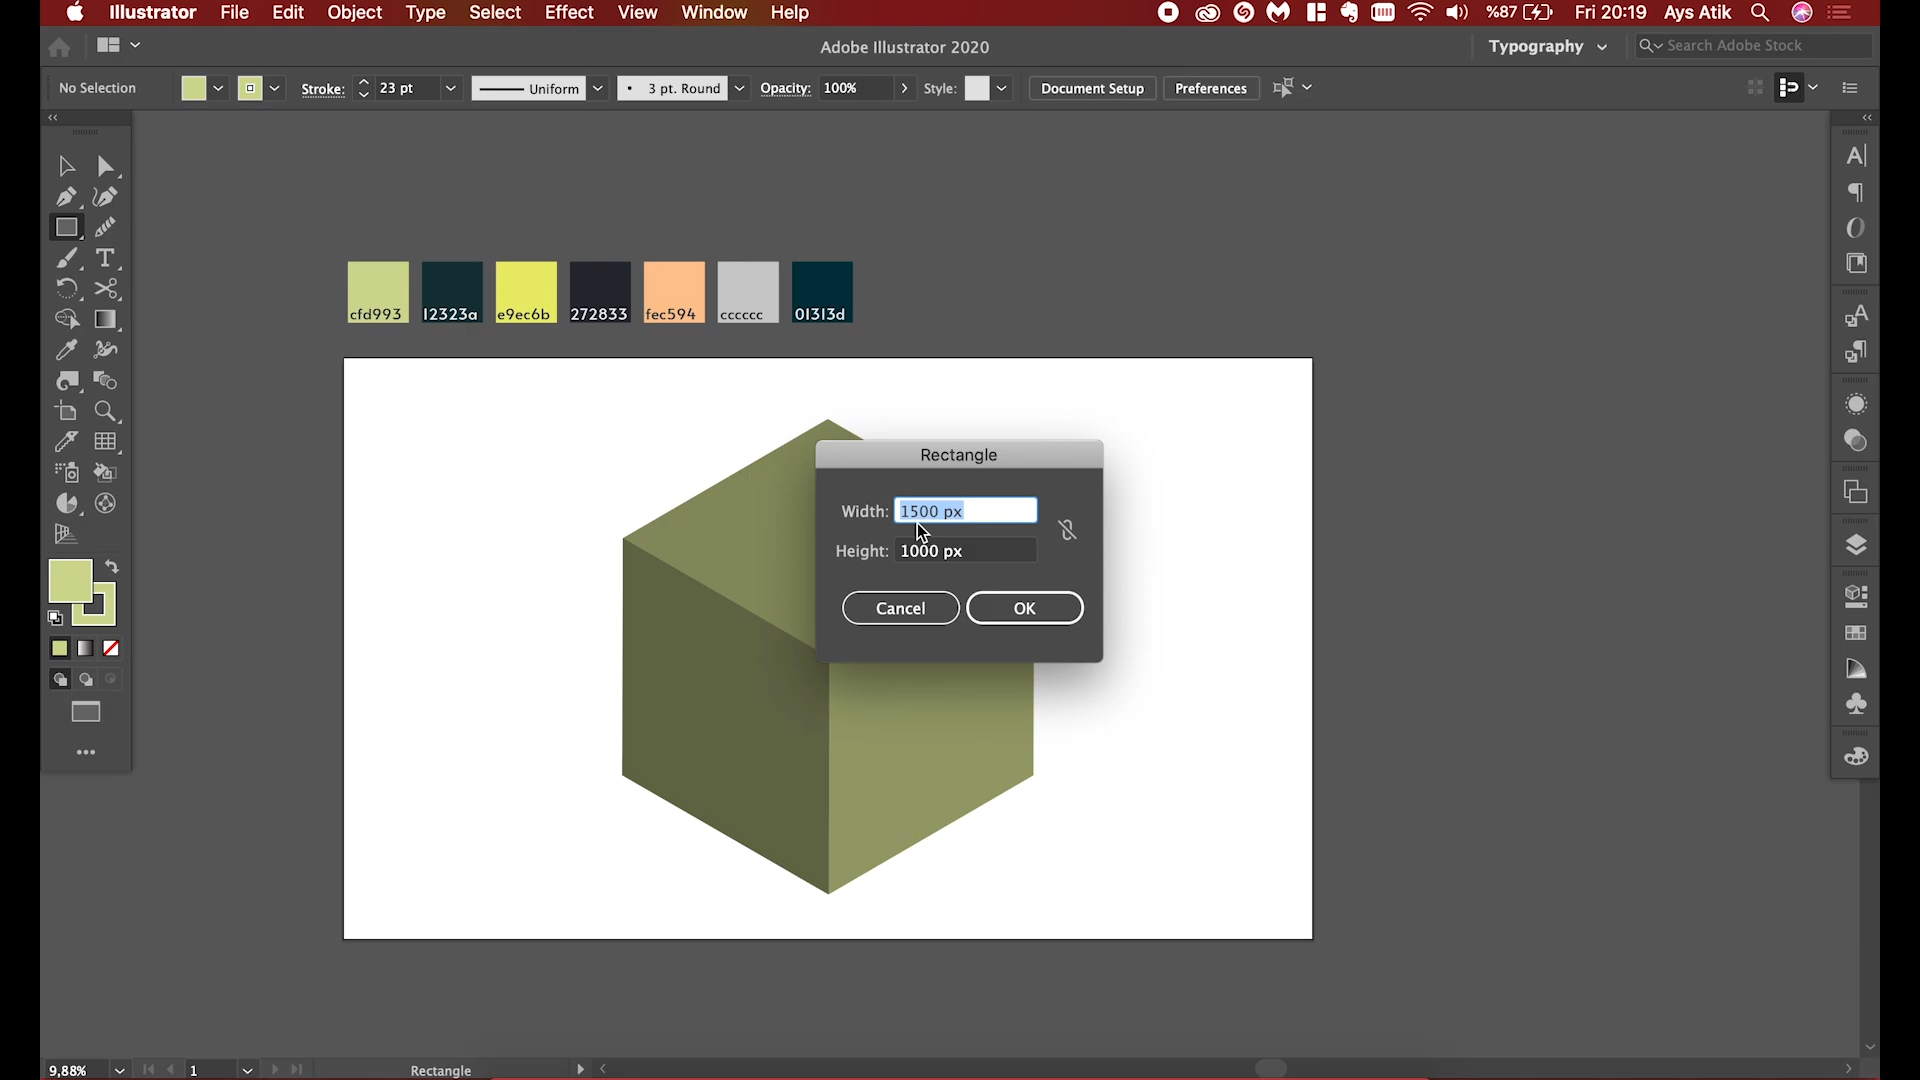 Illustrator File Edit Object Type Select Effect View Window Help %87 Fri 20:19 Ays Atik
Adobe Illustrator 2020 Typography Search Adobe Stock
No Selection Stroke: 23 pt Uniform 3 pt. Round Opacity: 100% Style: Document Setup Preferences
cfd993 12323a e9ec6b 272833 fec594 cccccc 01313d
Rectangle
Width: 1500 px
Height: 1000 px
Cancel OK
9,88% 1 Rectangle